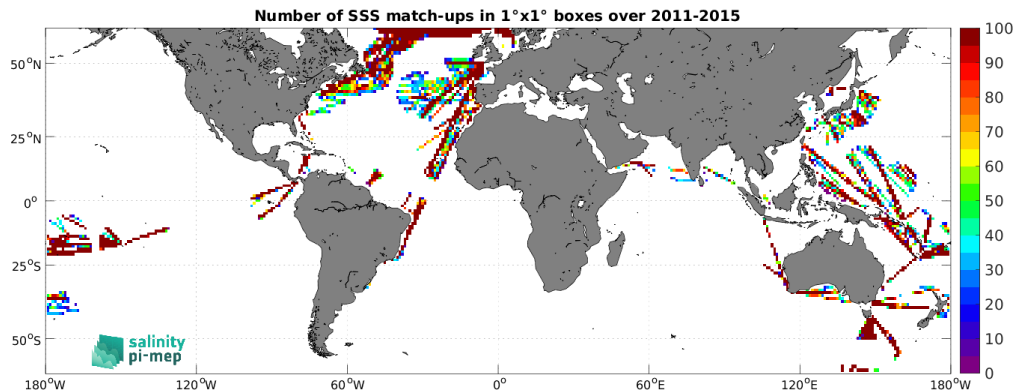 Number of SSS match-ups in 1°x1° boxes over 2011-2015
50°N
25°N
0°
25°S
50°S
180°W
120°W
60°W
0°
60°E
120°E
180°E
100
90
80
70
60
50
40
30
20
10
0
salinity
pi-mep